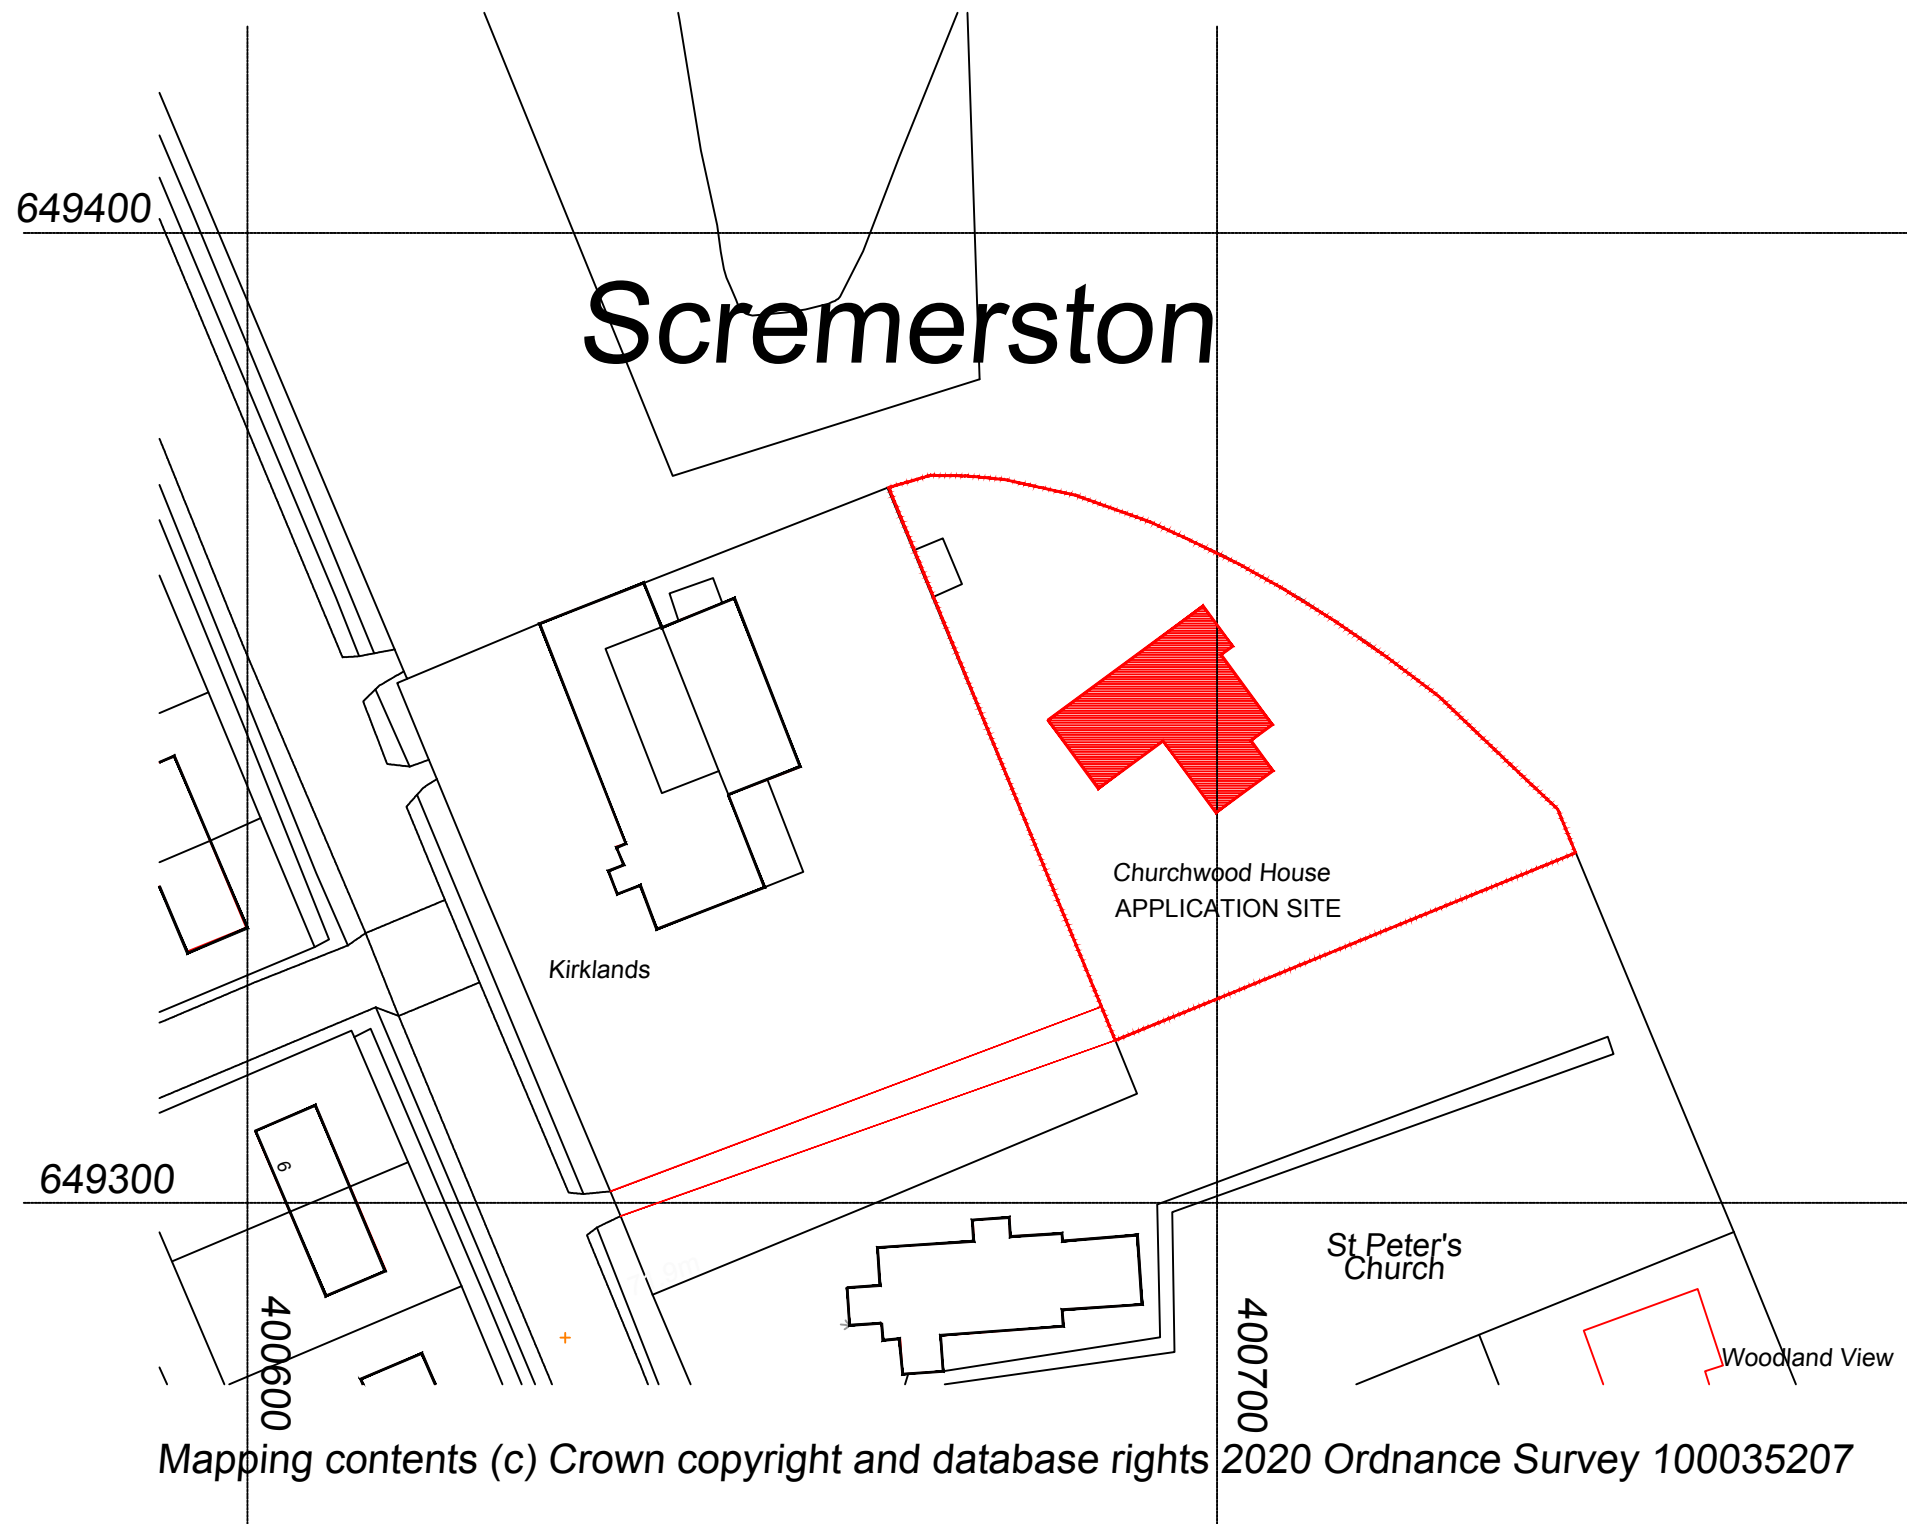 649400
Scremerston
Churchwood House
APPLICATION SITE
Kirklands
649300
6
St Peter's
Church
400600
400700
Woodland View
Mapping contents (c) Crown copyright and database rights 2020 Ordnance Survey 100035207